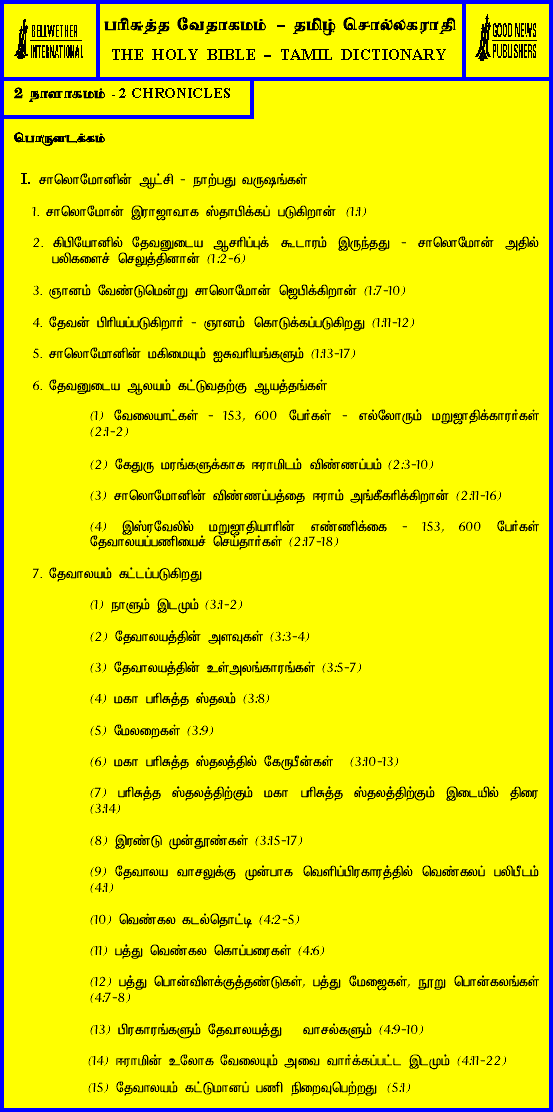 BELLWETHER
INTERNATIONAL
பரிசுத்த வேதாகமம் – தமிழ் சொல்லகராதி
THE HOLY BIBLE – TAMIL DICTIONARY
GOOD NEWS
PUBLISHERS
2 நாளாகமம் - 2 CHRONICLES
பொருளடக்கம்
I. சாலொமோனின் ஆட்சி - நாற்பது வருஷங்கள்
1. சாலொமோன் இராஜாவாக ஸ்தாபிக்கப் படுகிறான் (1:1)
2. கிபியோனில் தேவனுடைய ஆசரிப்புக் கூடாரம் இருந்தது - சாலொமோன் அதில்
பலிகளைச் செலுத்தினான் (1:2-6)
3. ஞானம் வேண்டுமென்று சாலொமோன் ஜெபிக்கிறான் (1:7-10)
4. தேவன் பிரியப்படுகிறார் - ஞானம் கொடுக்கப்படுகிறது (1:11-12)
5. சாலொமோனின் மகிமையும் ஐசுவரியங்களும் (1:13-17)
6. தேவனுடைய ஆலயம் கட்டுவதற்கு ஆயத்தங்கள்
(1) வேலையாட்கள் - 153, 600 பேர்கள் - எல்லோரும் மறுஜாதிக்காரர்கள்
(2:1-2)
(2) கேதுரு மரங்களுக்காக ஈராமிடம் விண்ணப்பம் (2:3-10)
(3) சாலொமோனின் விண்ணப்பத்தை ஈராம் அங்கீகரிக்கிறான் (2:11-16)
(4) இஸ்ரவேலில் மறுஜாதியாரின் எண்ணிக்கை - 153, 600 பேர்கள்
தேவாலயப்பணியைச் செய்தார்கள் (2:17-18)
7. தேவாலயம் கட்டப்படுகிறது
(1) நாளும் இடமும் (3:1-2)
(2) தேவாலயத்தின் அளவுகள் (3:3-4)
(3) தேவாலயத்தின் உள்அலங்காரங்கள் (3:5-7)
(4) மகா பரிசுத்த ஸ்தலம் (3:8)
(5) மேலறைகள் (3:9)
(6) மகா பரிசுத்த ஸ்தலத்தில் கேருபீன்கள் (3:10-13)
(7) பரிசுத்த ஸ்தலத்திற்கும் மகா பரிசுத்த ஸ்தலத்திற்கும் இடையில் திரை
(3:14)
(8) இரண்டு முன்தூண்கள் (3:15-17)
(9) தேவாலய வாசலுக்கு முன்பாக வெளிப்பிரகாரத்தில் வெண்கலப் பலிபீடம்
(4:1)
(10) வெண்கல கடல்தொட்டி (4:2-5)
(11) பத்து வெண்கல கொப்பரைகள் (4:6)
(12) பத்து பொன்விளக்குத்தண்டுகள், பத்து மேஜைகள், நூறு பொன்கலங்கள்
(4:7-8)
(13) பிரகாரங்களும் தேவாலயத்து வாசல்களும் (4:9-10)
(14) ஈராமின் உலோக வேலையும் அவை வார்க்கப்பட்ட இடமும் (4:11-22)
(15) தேவாலயம் கட்டுமானப் பணி நிறைவுபெற்றது (5:1)